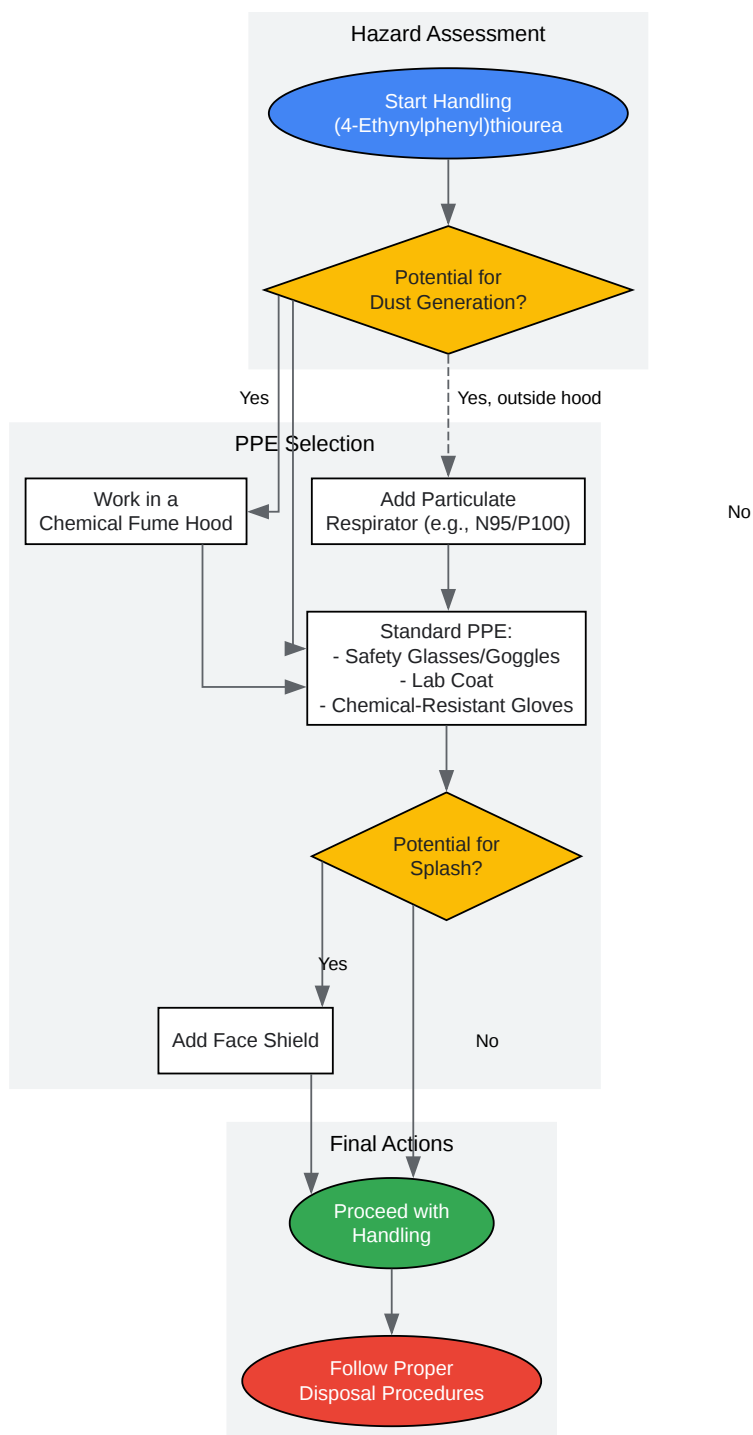 Hazard Assessment
Start Handling
(4-Ethynylphenyl)thiourea
Potential for
Dust Generation?
Yes
Yes, outside hood
PPE Selection
Work in a
Chemical Fume Hood
Add Particulate
Respirator (e.g., N95/P100)
No
Standard PPE:
- Safety Glasses/Goggles
- Lab Coat
- Chemical-Resistant Gloves
Potential for
Splash?
Yes
Add Face Shield
No
Final Actions
Proceed with
Handling
Follow Proper
Disposal Procedures